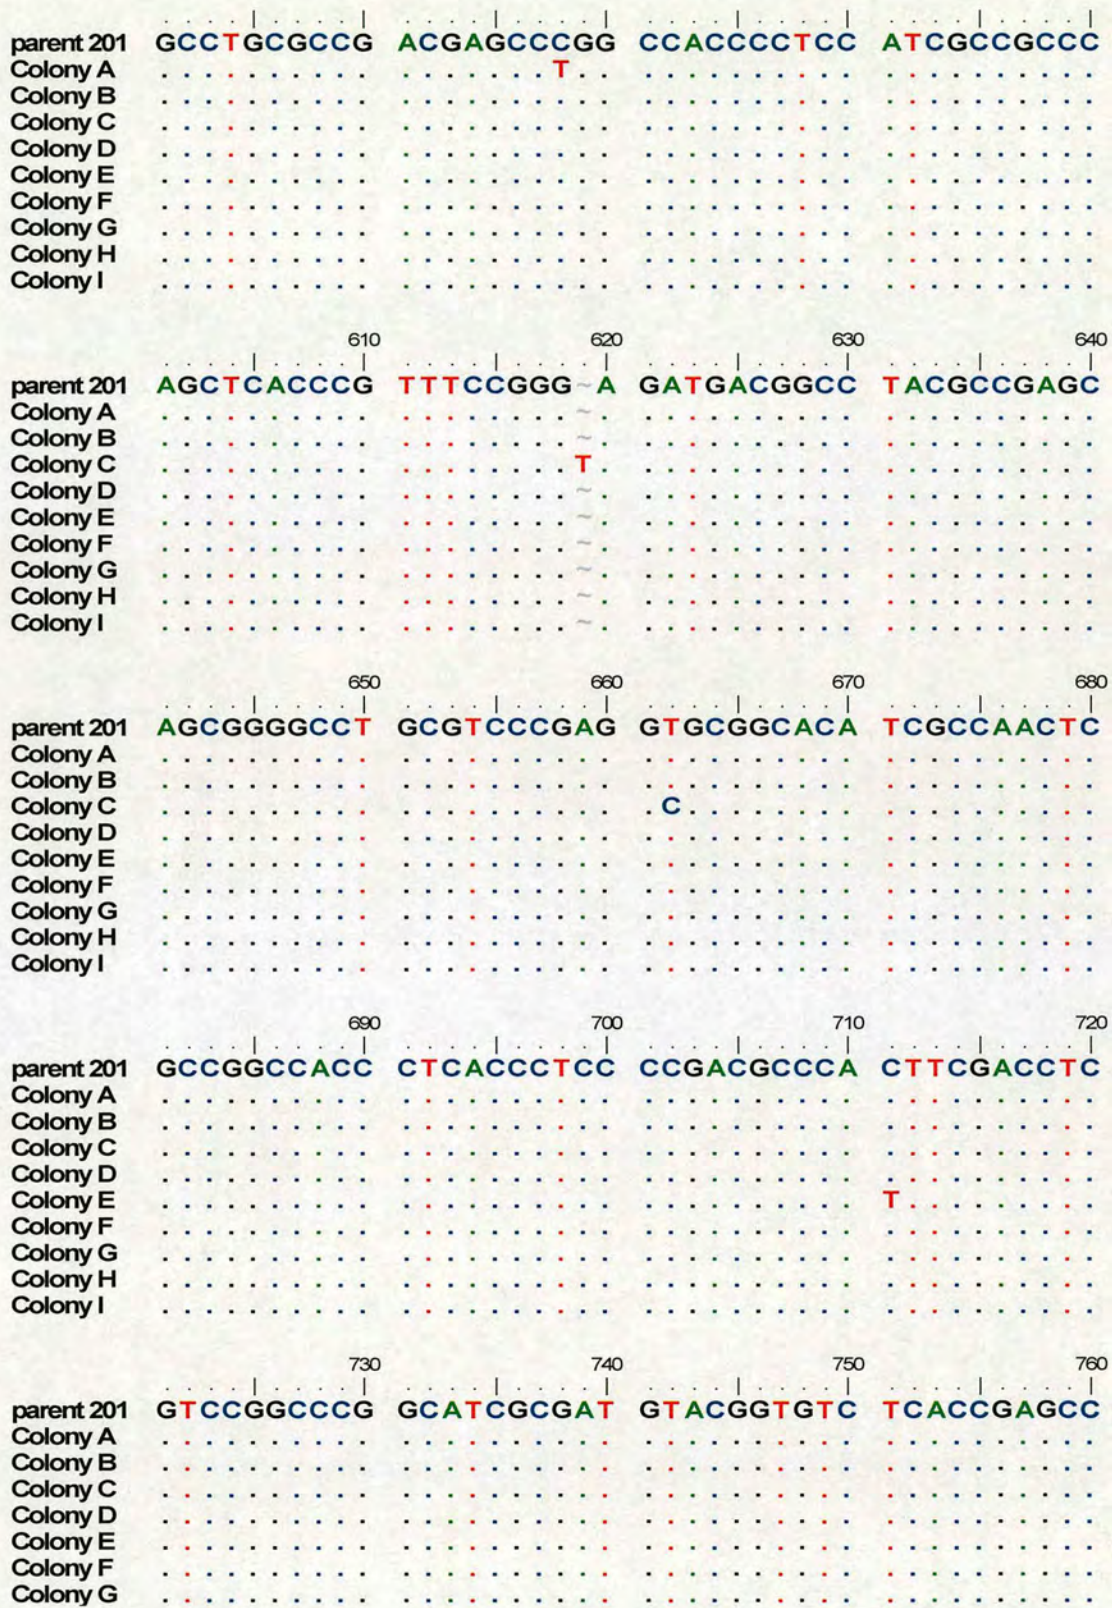 parent 201 GCCTGCGCCG ACGAGCCCGG CCACCCCTCC ATCGCCGCCC
Colony A T
Colony B
Colony C
Colony D
Colony E
Colony F
Colony G
Colony H
Colony I
610 620 630 640
parent 201 AGCTCACCCG TTTCCGGG~A GATGACGGCC TACGCCGAGC
Colony A ~
Colony B ~
Colony C T
Colony D ~
Colony E ~
Colony F ~
Colony G ~
Colony H ~
Colony I ~
650 660 670 680
parent 201 AGCGGGGCCT GCGTCCCGAG GTGCGGCACA TCGCCAACTC
Colony A
Colony B
Colony C C
Colony D
Colony E
Colony F
Colony G
Colony H
Colony I
690 700 710 720
parent 201 GCCGGCCACC CTCACCCTCC CCGACGCCCA CTTCGACCTC
Colony A
Colony B
Colony C
Colony D
Colony E T
Colony F
Colony G
Colony H
Colony I
730 740 750 760
parent 201 GTCCGGCCCG GCATCGCGAT GTACGGTGTC TCACCGAGCC
Colony A
Colony B
Colony C
Colony D
Colony E
Colony F
Colony G